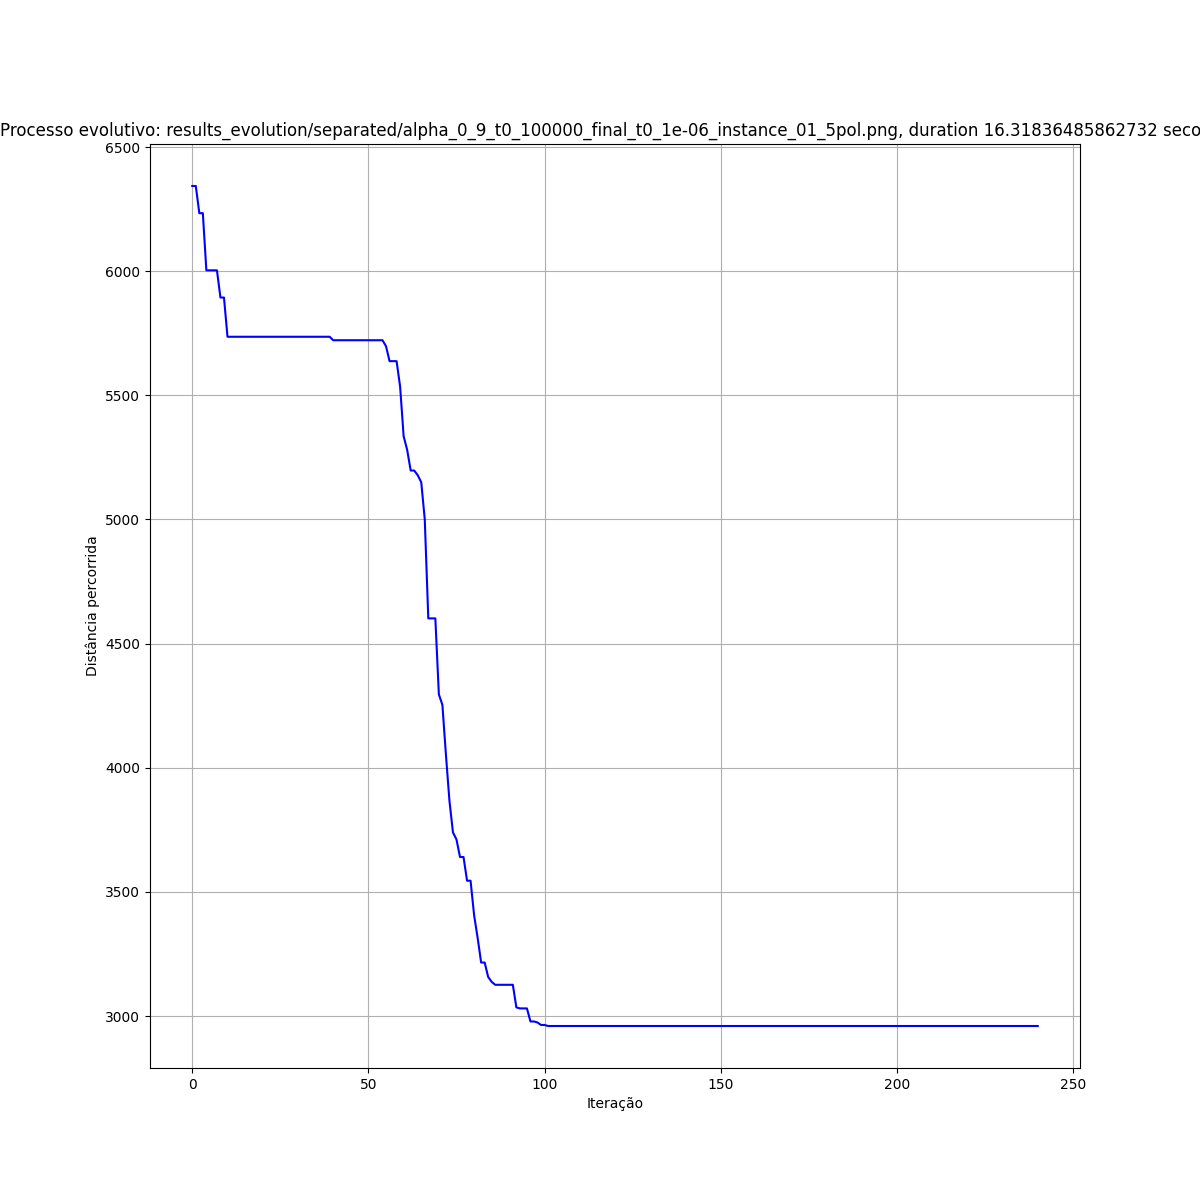 Processo evolutivo: results_evolution/separated/alpha_0_9_t0_100000_final_t0_1e-06_instance_01_5pol.png, duration 16.31836485862732 seco
6500
6000
5500
5000
4500
4000
3500
3000
Distância percorrida
0 50 100 150 200 250
Iteração